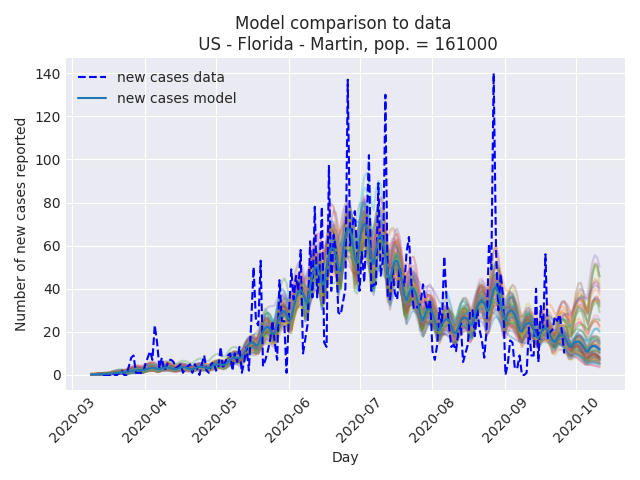 Model comparison to data
US - Florida - Martin, pop. = 161000
new cases data
new cases model
Number of new cases reported
140
120
100
80
60
40
20
0
2020-03
2020-04
2020-05
2020-06
2020-07
2020-08
2020-09
2020-10
Day